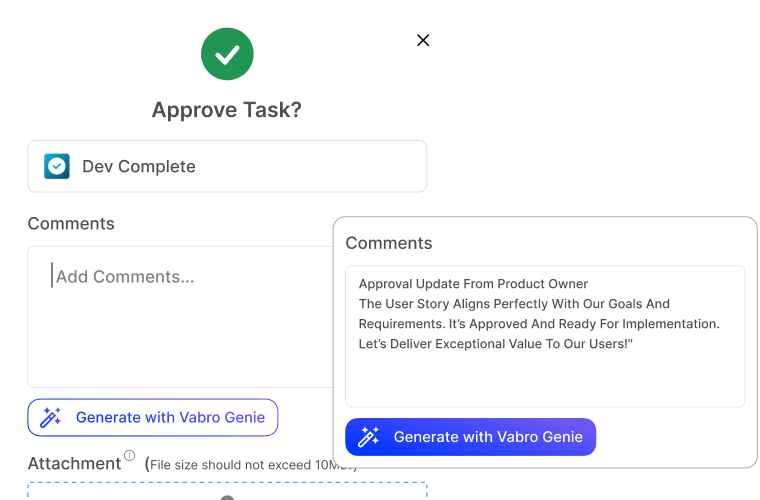 Approve Task?
Dev Complete
Comments
Add Comments...
Generate with Vabro Genie
Attachment (File size should not exceed 10MB.)
Comments
Approval Update From Product Owner
The User Story Aligns Perfectly With Our Goals And
Requirements. It's Approved And Ready For Implementation.
Let's Deliver Exceptional Value To Our Users!"
Generate with Vabro Genie